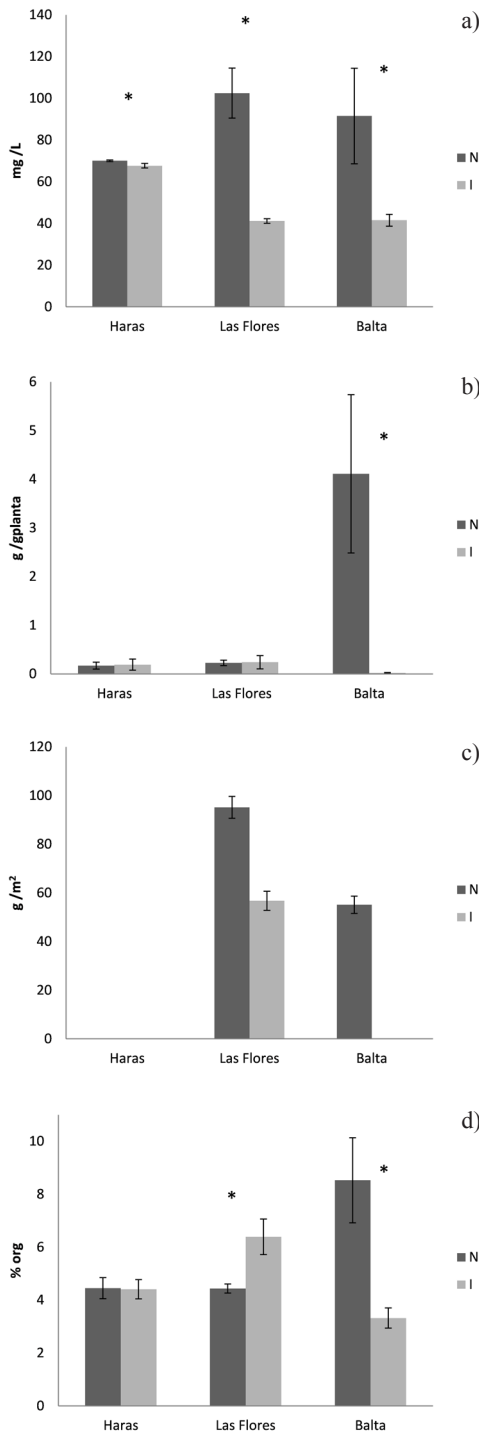 a)
140
120
*
*
*
100
mg /L
80
N
60
I
40
20
0
Haras Las Flores Balta
b)
6
5
*
4
g /gplanta
3
N
I
2
1
0
Haras Las Flores Balta
c)
120
100
80
g /m²
60
N
I
40
20
0
Haras Las Flores Balta
d)
10
*
8
*
6
% org
N
4
I
2
0
Haras Las Flores Balta